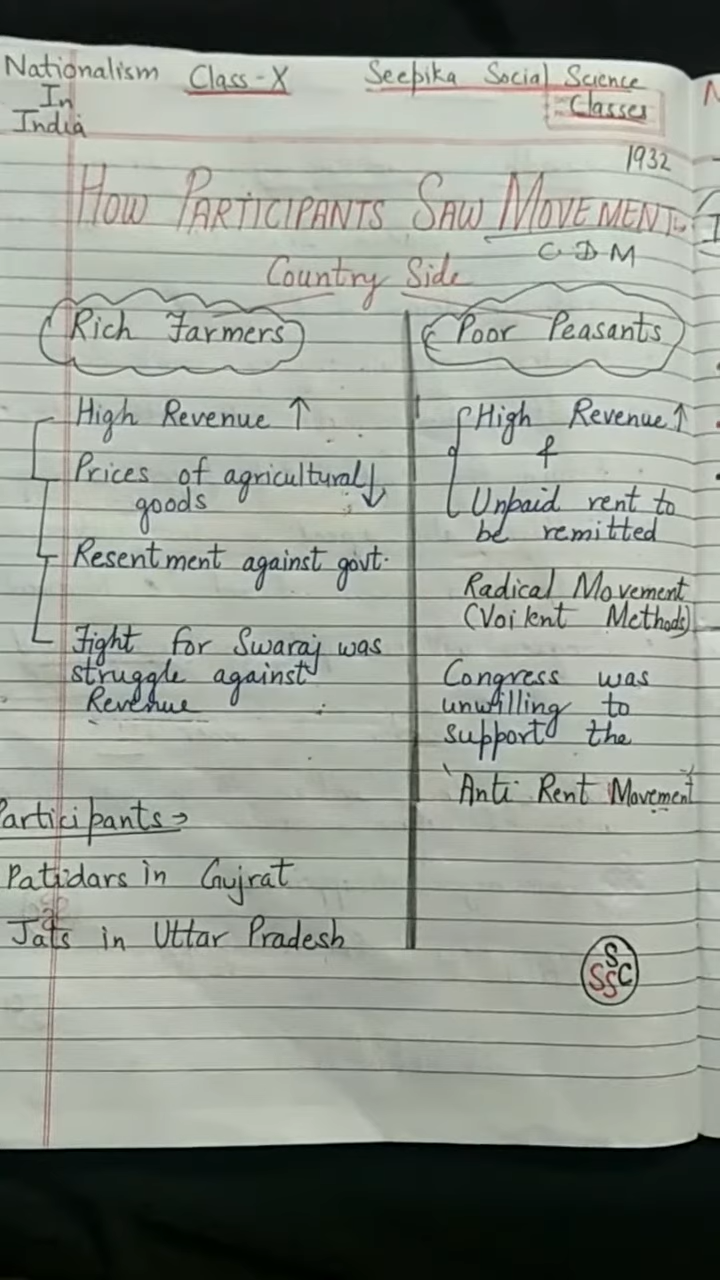 Nationalism
In
India
Class-X
Seepika Social Science
Classes
1932
HOW PARTICIPANTS SAW MOVEMENT
C D M
Country Side
Rich Farmers
High Revenue ↑
Prices of agricultural ↓
goods
Resentment against govt.
Fight for Swaraj was
struggle against
Revenue
Participants →
Patidars in Gujrat
Jats in Uttar Pradesh
Poor Peasants
High Revenue ↑
&
Unpaid rent to
be remitted
Radical Movement
(Voilent Methods)
Congress was
unwilling to
support the
'Anti Rent Movement'
S
SSC